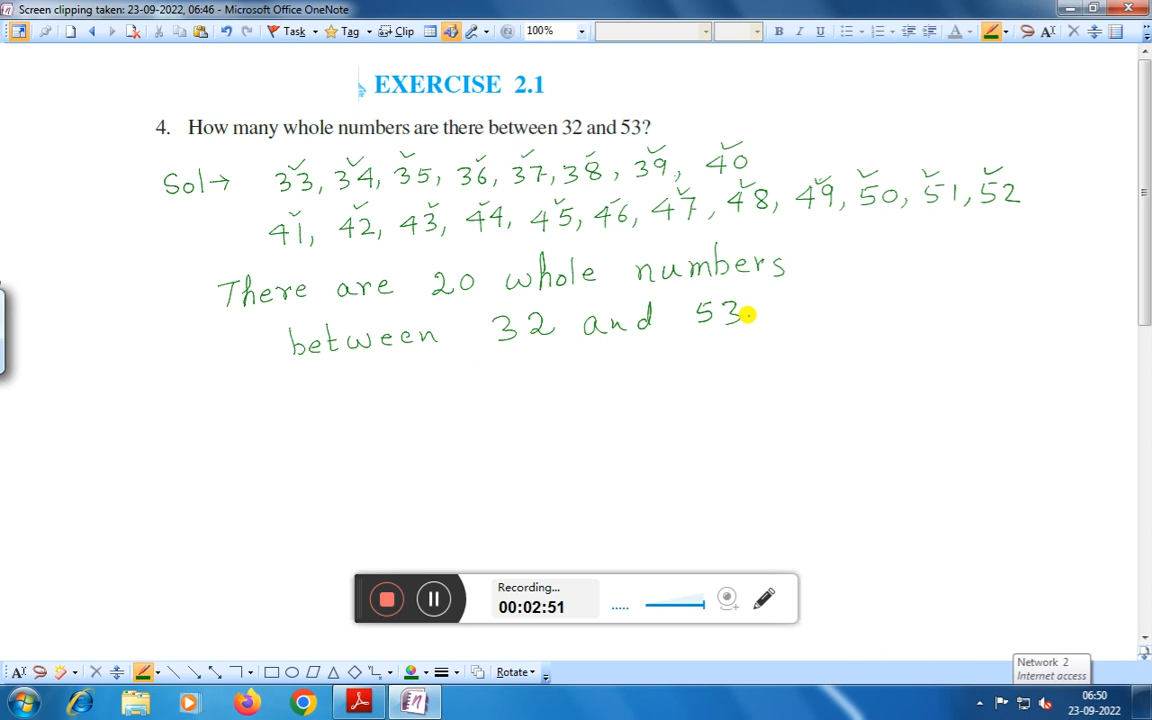 Screen clipping taken: 23-09-2022, 06:46 - Microsoft Office OneNote
Task Tag Clip 100% B I U A
EXERCISE 2.1
4. How many whole numbers are there between 32 and 53?
Sol→ 33, 34, 35, 36, 37, 38, 39, 40
41, 42, 43, 44, 45, 46, 47, 48, 49, 50, 51, 52
There are 20 whole numbers
between 32 and 53.
Recording...
00:02:51
Network 2
Internet access
Rotate
06:50
23-09-2022